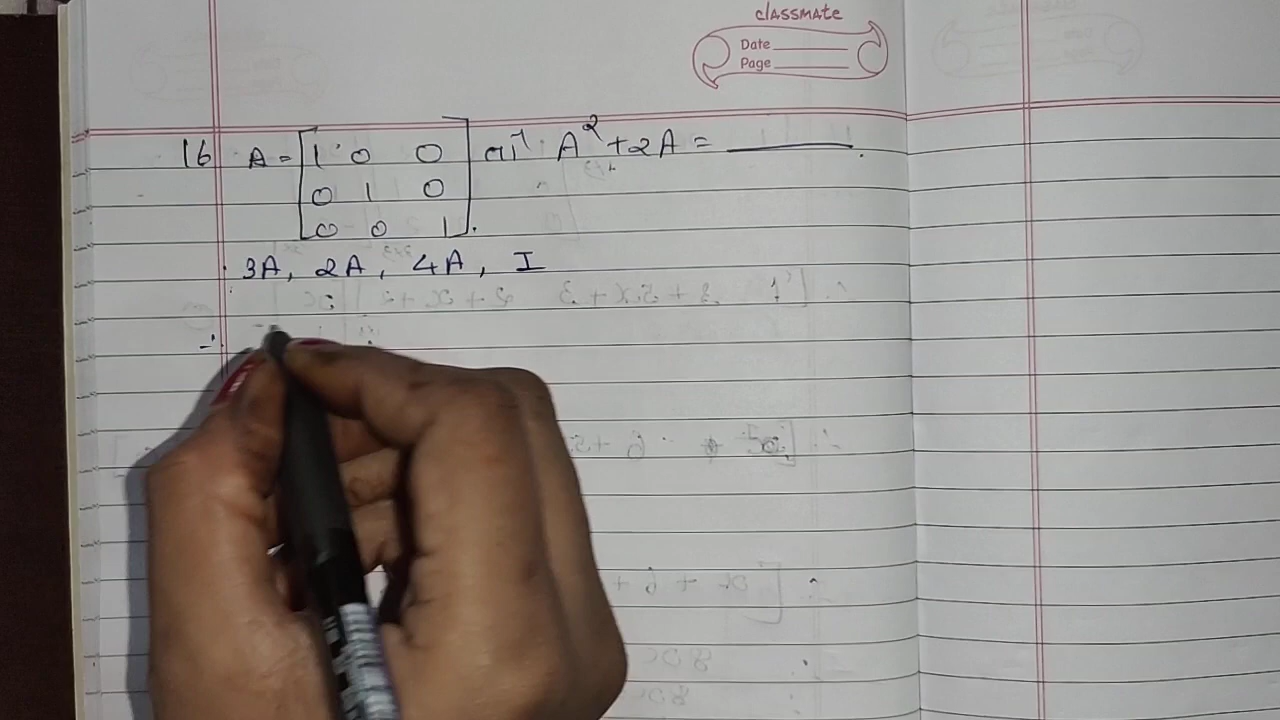 classmate
Date
Page
16 A = [1 0 0 તો A²+2A = ______.
0 1 0
0 0 1].
3A, 2A, 4A, I